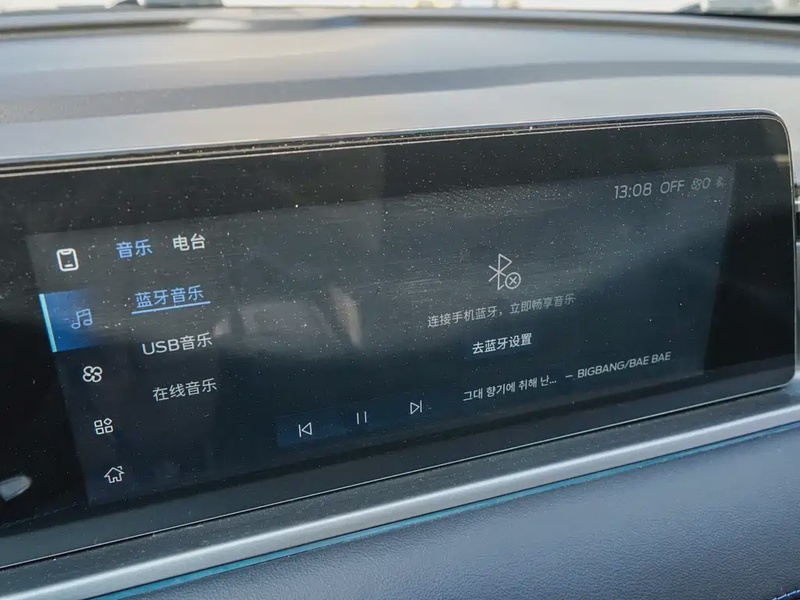 13:08 OFF
音乐 电台
蓝牙音乐
USB音乐
在线音乐
连接手机蓝牙，立即畅享音乐
去蓝牙设置
그대 향기에 취해 난... — BIGBANG/BAE BAE